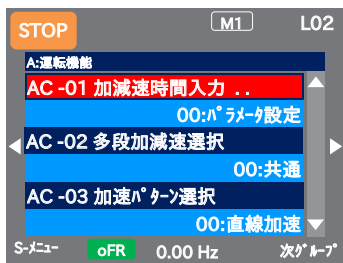 STOP M1 L02
A:運転機能
AC -01 加減速時間入力 ..
00:ﾊﾟﾗﾒｰﾀ設定
AC -02 多段加減速選択
00:共通
AC -03 加速ﾊﾟﾀｰﾝ選択
00:直線加速
S-ﾒﾆｭｰ oFR 0.00 Hz 次ｸﾞﾙｰﾌﾟ